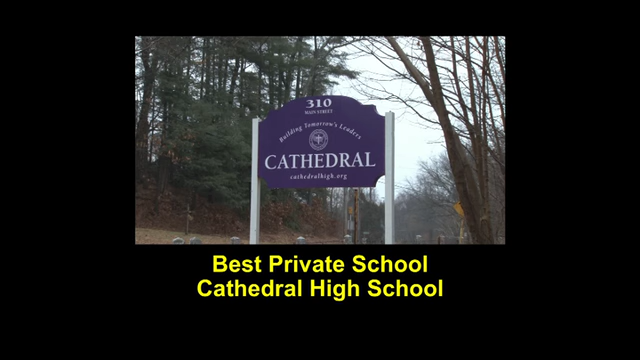 310
MAIN STREET
Building Tomorrow's Leaders
CATHEDRAL
cathedralhigh.org
Best Private School
Cathedral High School